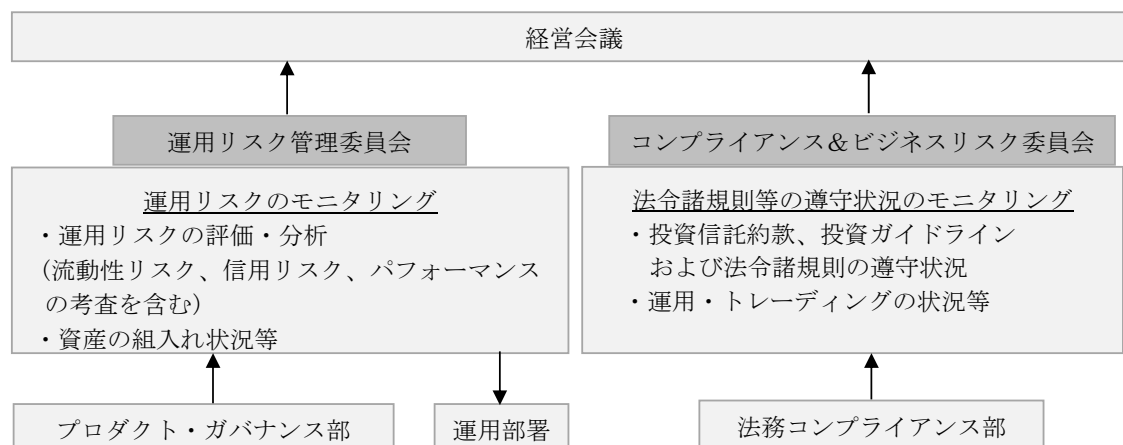 経営会議
運用リスク管理委員会
運用リスクのモニタリング
・運用リスクの評価・分析
(流動性リスク、信用リスク、パフォーマンス
の考査を含む)
・資産の組入れ状況等
プロダクト・ガバナンス部
運用部署
コンプライアンス&ビジネスリスク委員会
法令諸規則等の遵守状況のモニタリング
・投資信託約款、投資ガイドライン
および法令諸規則の遵守状況
・運用・トレーディングの状況等
法務コンプライアンス部